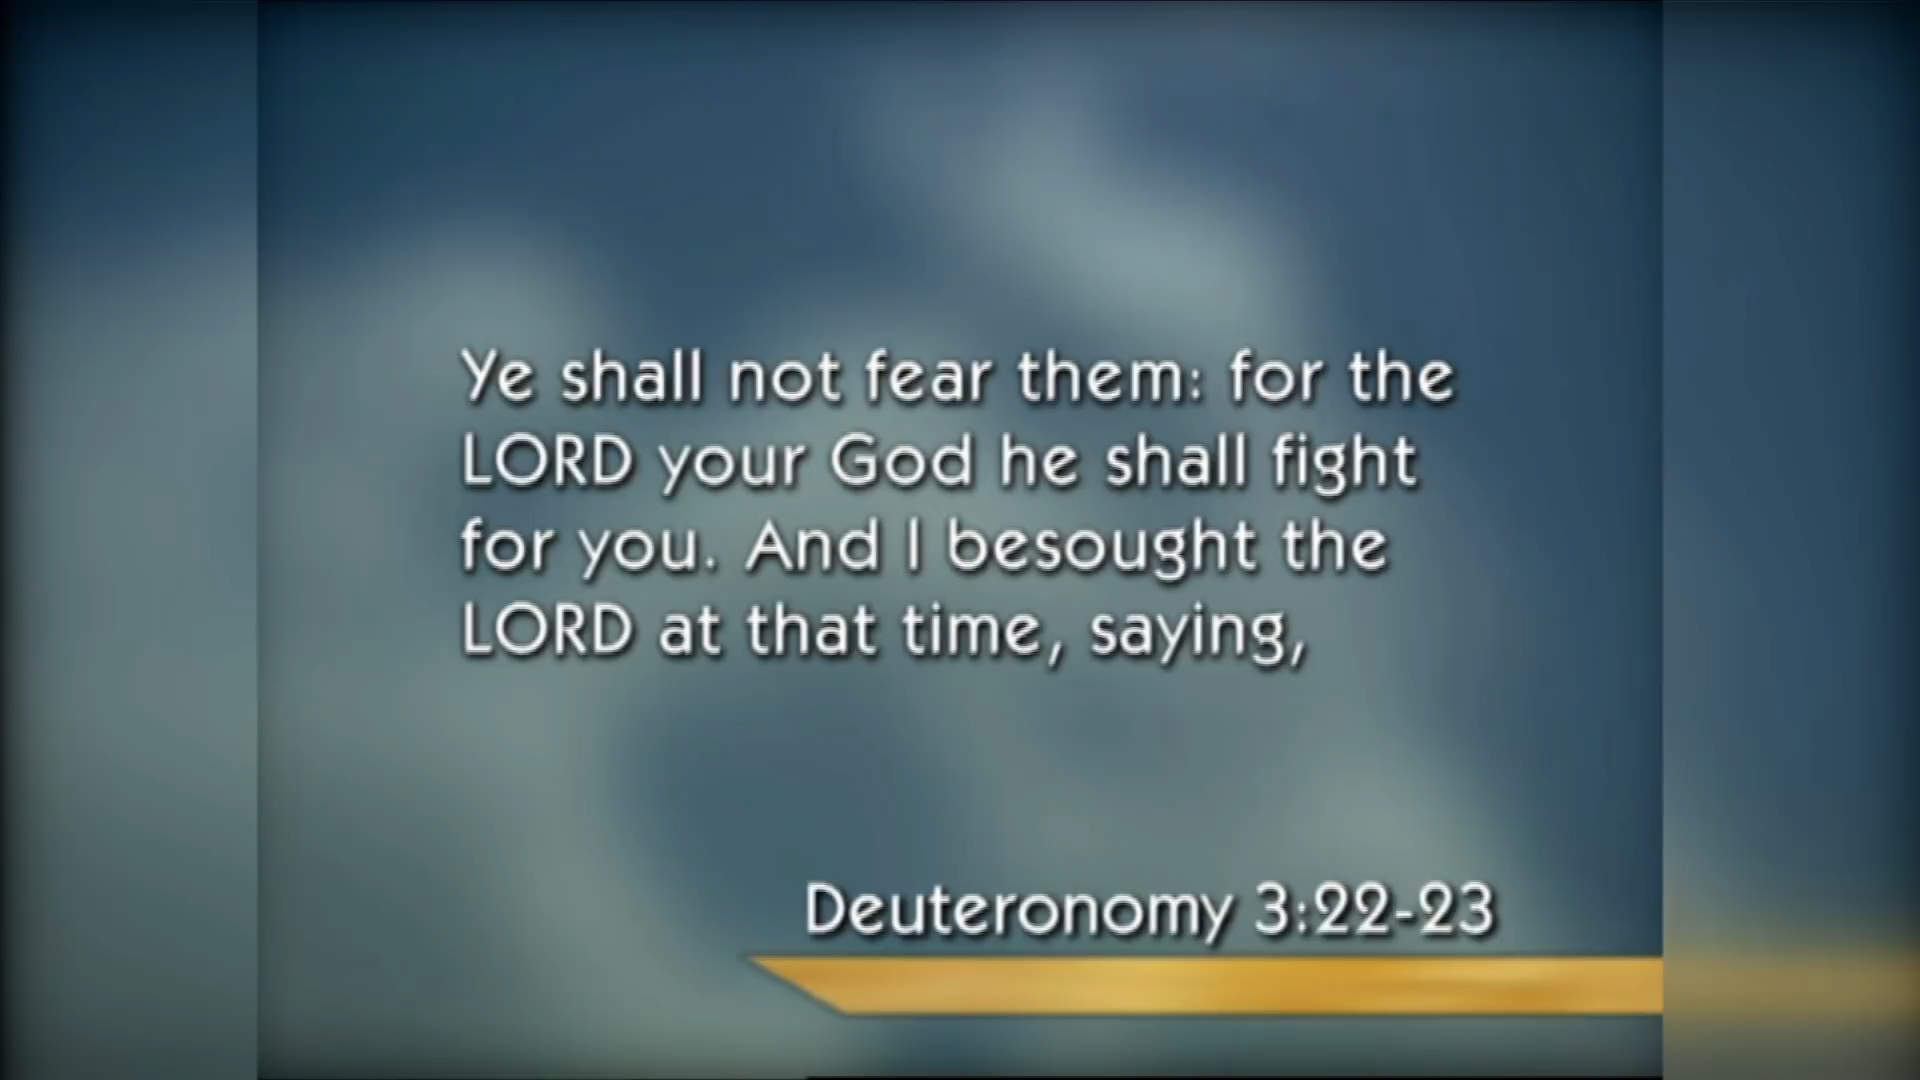 Ye shall not fear them: for the
LORD your God he shall fight
for you. And I besought the
LORD at that time, saying,
Deuteronomy 3:22-23